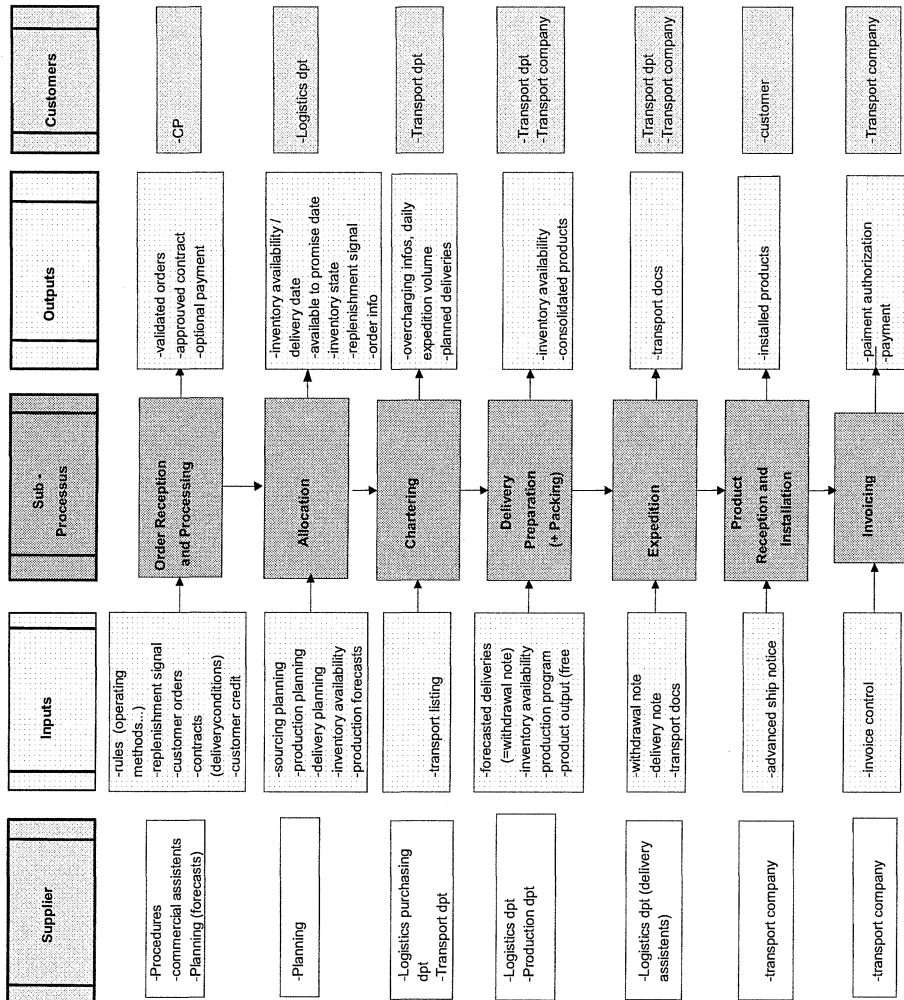 Supplier
Inputs
Sub -
Processus
Outputs
Customers
-Procedures
-commercial assistents
-Planning (forecasts)
-rules (operating
methods...)
-replenishment signal
-customer orders
-contracts
(deliveryconditions)
-customer credit
Order Reception
and Processing
-validated orders
-approuved contract
-optional payment
-CP
-Planning
-sourcing planning
-production planning
-delivery planning
-inventory availability
-production forecasts
Allocation
-inventory availability /
delivery date
-available to promise date
-inventory state
-replenishment signal
-order info
-Logistics dpt
-Logistics purchasing
dpt
-Transport dpt
-transport listing
Chartering
-overcharging infos, daily
expedition volume
-planned deliveries
-Transport dpt
-Logistics dpt
-Production dpt
-forecasted deliveries
(=withdrawal note)
-inventory availability
-production program
-product output (free
Delivery
Preparation
(+ Packing)
-inventory availability
-consolidated products
-Transport dpt
-Transport company
-Logistics dpt (delivery
assistents)
-withdrawal note
-delivery note
-transport docs
Expedition
-transport docs
-Transport dpt
-Transport company
-transport company
-advanced ship notice
Product
Reception and
Installation
-installed products
-customer
-transport company
-invoice control
Invoicing
-paiment authorization
-payment
-Transport company